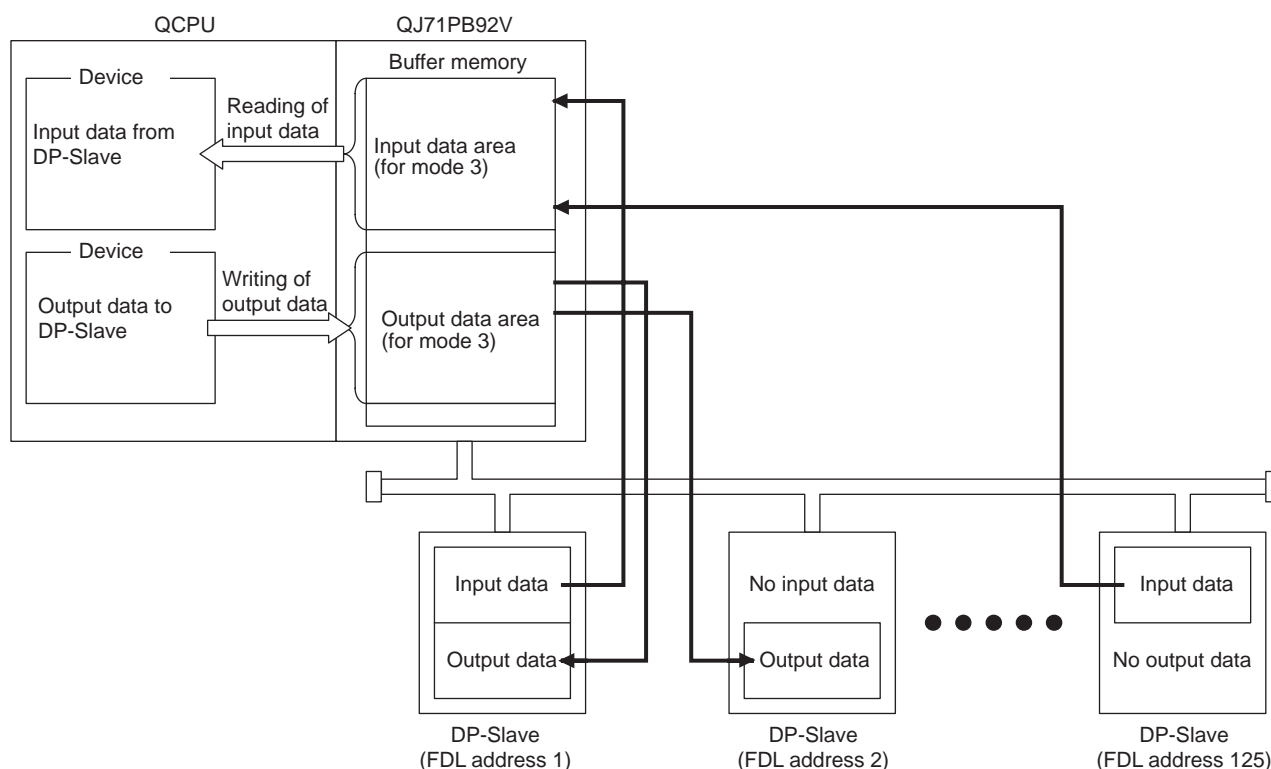 QCPU
QJ71PB92V
Buffer memory
Device
Input data from
DP-Slave
Reading of
input data
Input data area
(for mode 3)
Device
Output data to
DP-Slave
Writing of
output data
Output data area
(for mode 3)
Input data
Output data
No input data
Output data
Input data
No output data
DP-Slave
(FDL address 1)
DP-Slave
(FDL address 2)
DP-Slave
(FDL address 125)